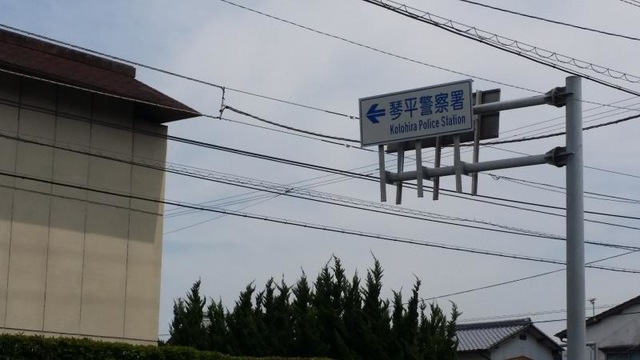 琴平警察署
Kotohira Police Station